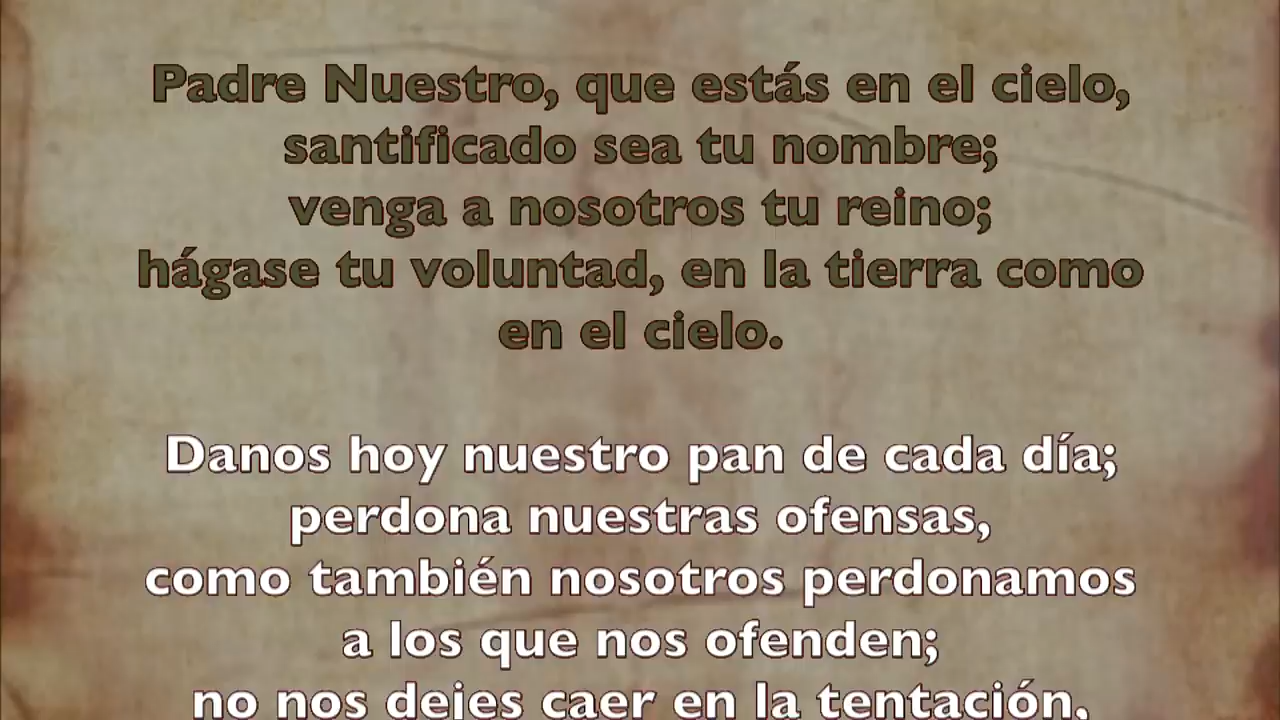 Padre Nuestro, que estás en el cielo,
santificado sea tu nombre;
venga a nosotros tu reino;
hágase tu voluntad, en la tierra como
en el cielo.
Danos hoy nuestro pan de cada día;
perdona nuestras ofensas,
como también nosotros perdonamos
a los que nos ofenden;
no nos dejes caer en la tentación,